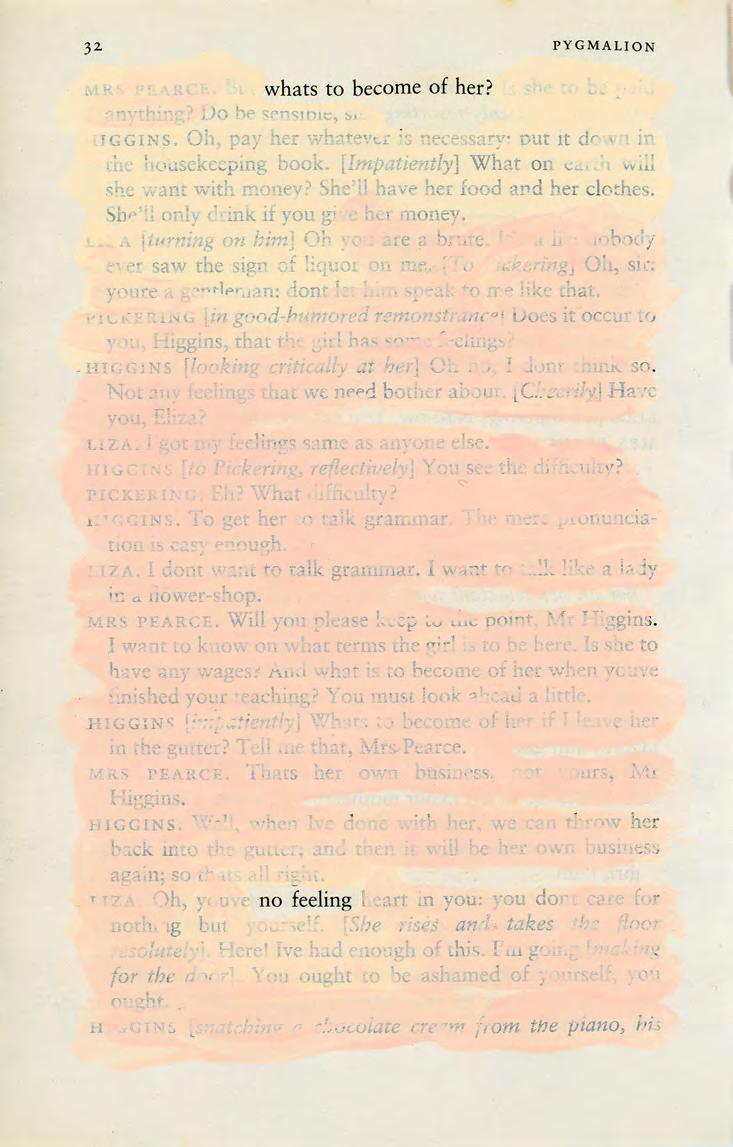 32 PYGMALION
MRS PEARCE. But whats to become of her? Is she to be paid
anything? Do be sensible, sir.
HIGGINS. Oh, pay her whatever is necessary: put it down in
the housekeeping book. [Impatiently] What on earth will
she want with money? She'll have her food and her clothes.
She'll only drink if you give her money.
LIZA [turning on him] Oh you are a brute. It's a lie: nobody
ever saw the sign of liquor on me. [To Pickering] Oh, sir:
youre a gentleman: dont let him speak to me like that.
PICKERING [in good-humored remonstrance] Does it occur to
you, Higgins, that the girl has some feelings?
HIGGINS [looking critically at her] Oh no, I dont think so.
Not any feelings that we need bother about. [Cheerily] Have
you, Eliza?
LIZA. I got my feelings same as anyone else.
HIGGINS [to Pickering, reflectively] You see the difficulty?
PICKERING. Eh? What difficulty?
HIGGINS. To get her to talk grammar. The mere pronuncia-
tion is easy enough.
LIZA. I dont want to talk grammar. I want to talk like a lady
in a flower-shop.
MRS PEARCE. Will you please keep to the point, Mr Higgins.
I want to know on what terms the girl is to be here. Is she to
have any wages? And what is to become of her when youve
finished your teaching? You must look ahead a little.
HIGGINS [impatiently] Whats to become of her if I leave her
in the gutter? Tell me that, Mrs Pearce.
MRS PEARCE. Thats her own business, not yours, Mr
Higgins.
HIGGINS. Well, when Ive done with her, we can throw her
back into the gutter; and then it will be her own business
again; so thats all right.
LIZA. Oh, youve no feeling heart in you: you dont care for
nothing but yourself. [She rises and takes the floor
resolutely]. Here! Ive had enough of this. I'm going [making
for the door]. You ought to be ashamed of yourself, you
ought.
HIGGINS [snatching a chocolate cream from the piano, his